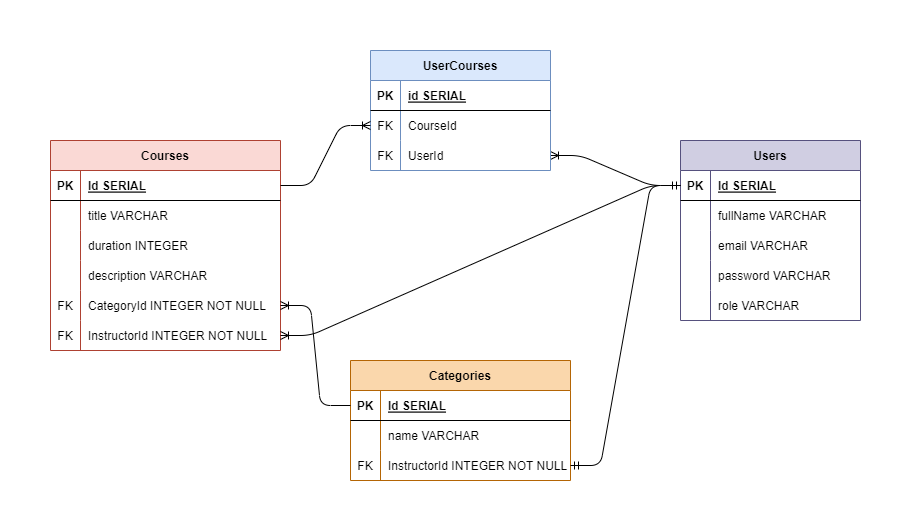 UserCourses
PK id SERIAL
FK CourseId
FK UserId
Courses
PK Id SERIAL
title VARCHAR
duration INTEGER
description VARCHAR
FK CategoryId INTEGER NOT NULL
FK InstructorId INTEGER NOT NULL
Users
PK Id SERIAL
fullName VARCHAR
email VARCHAR
password VARCHAR
role VARCHAR
Categories
PK Id SERIAL
name VARCHAR
FK InstructorId INTEGER NOT NULL